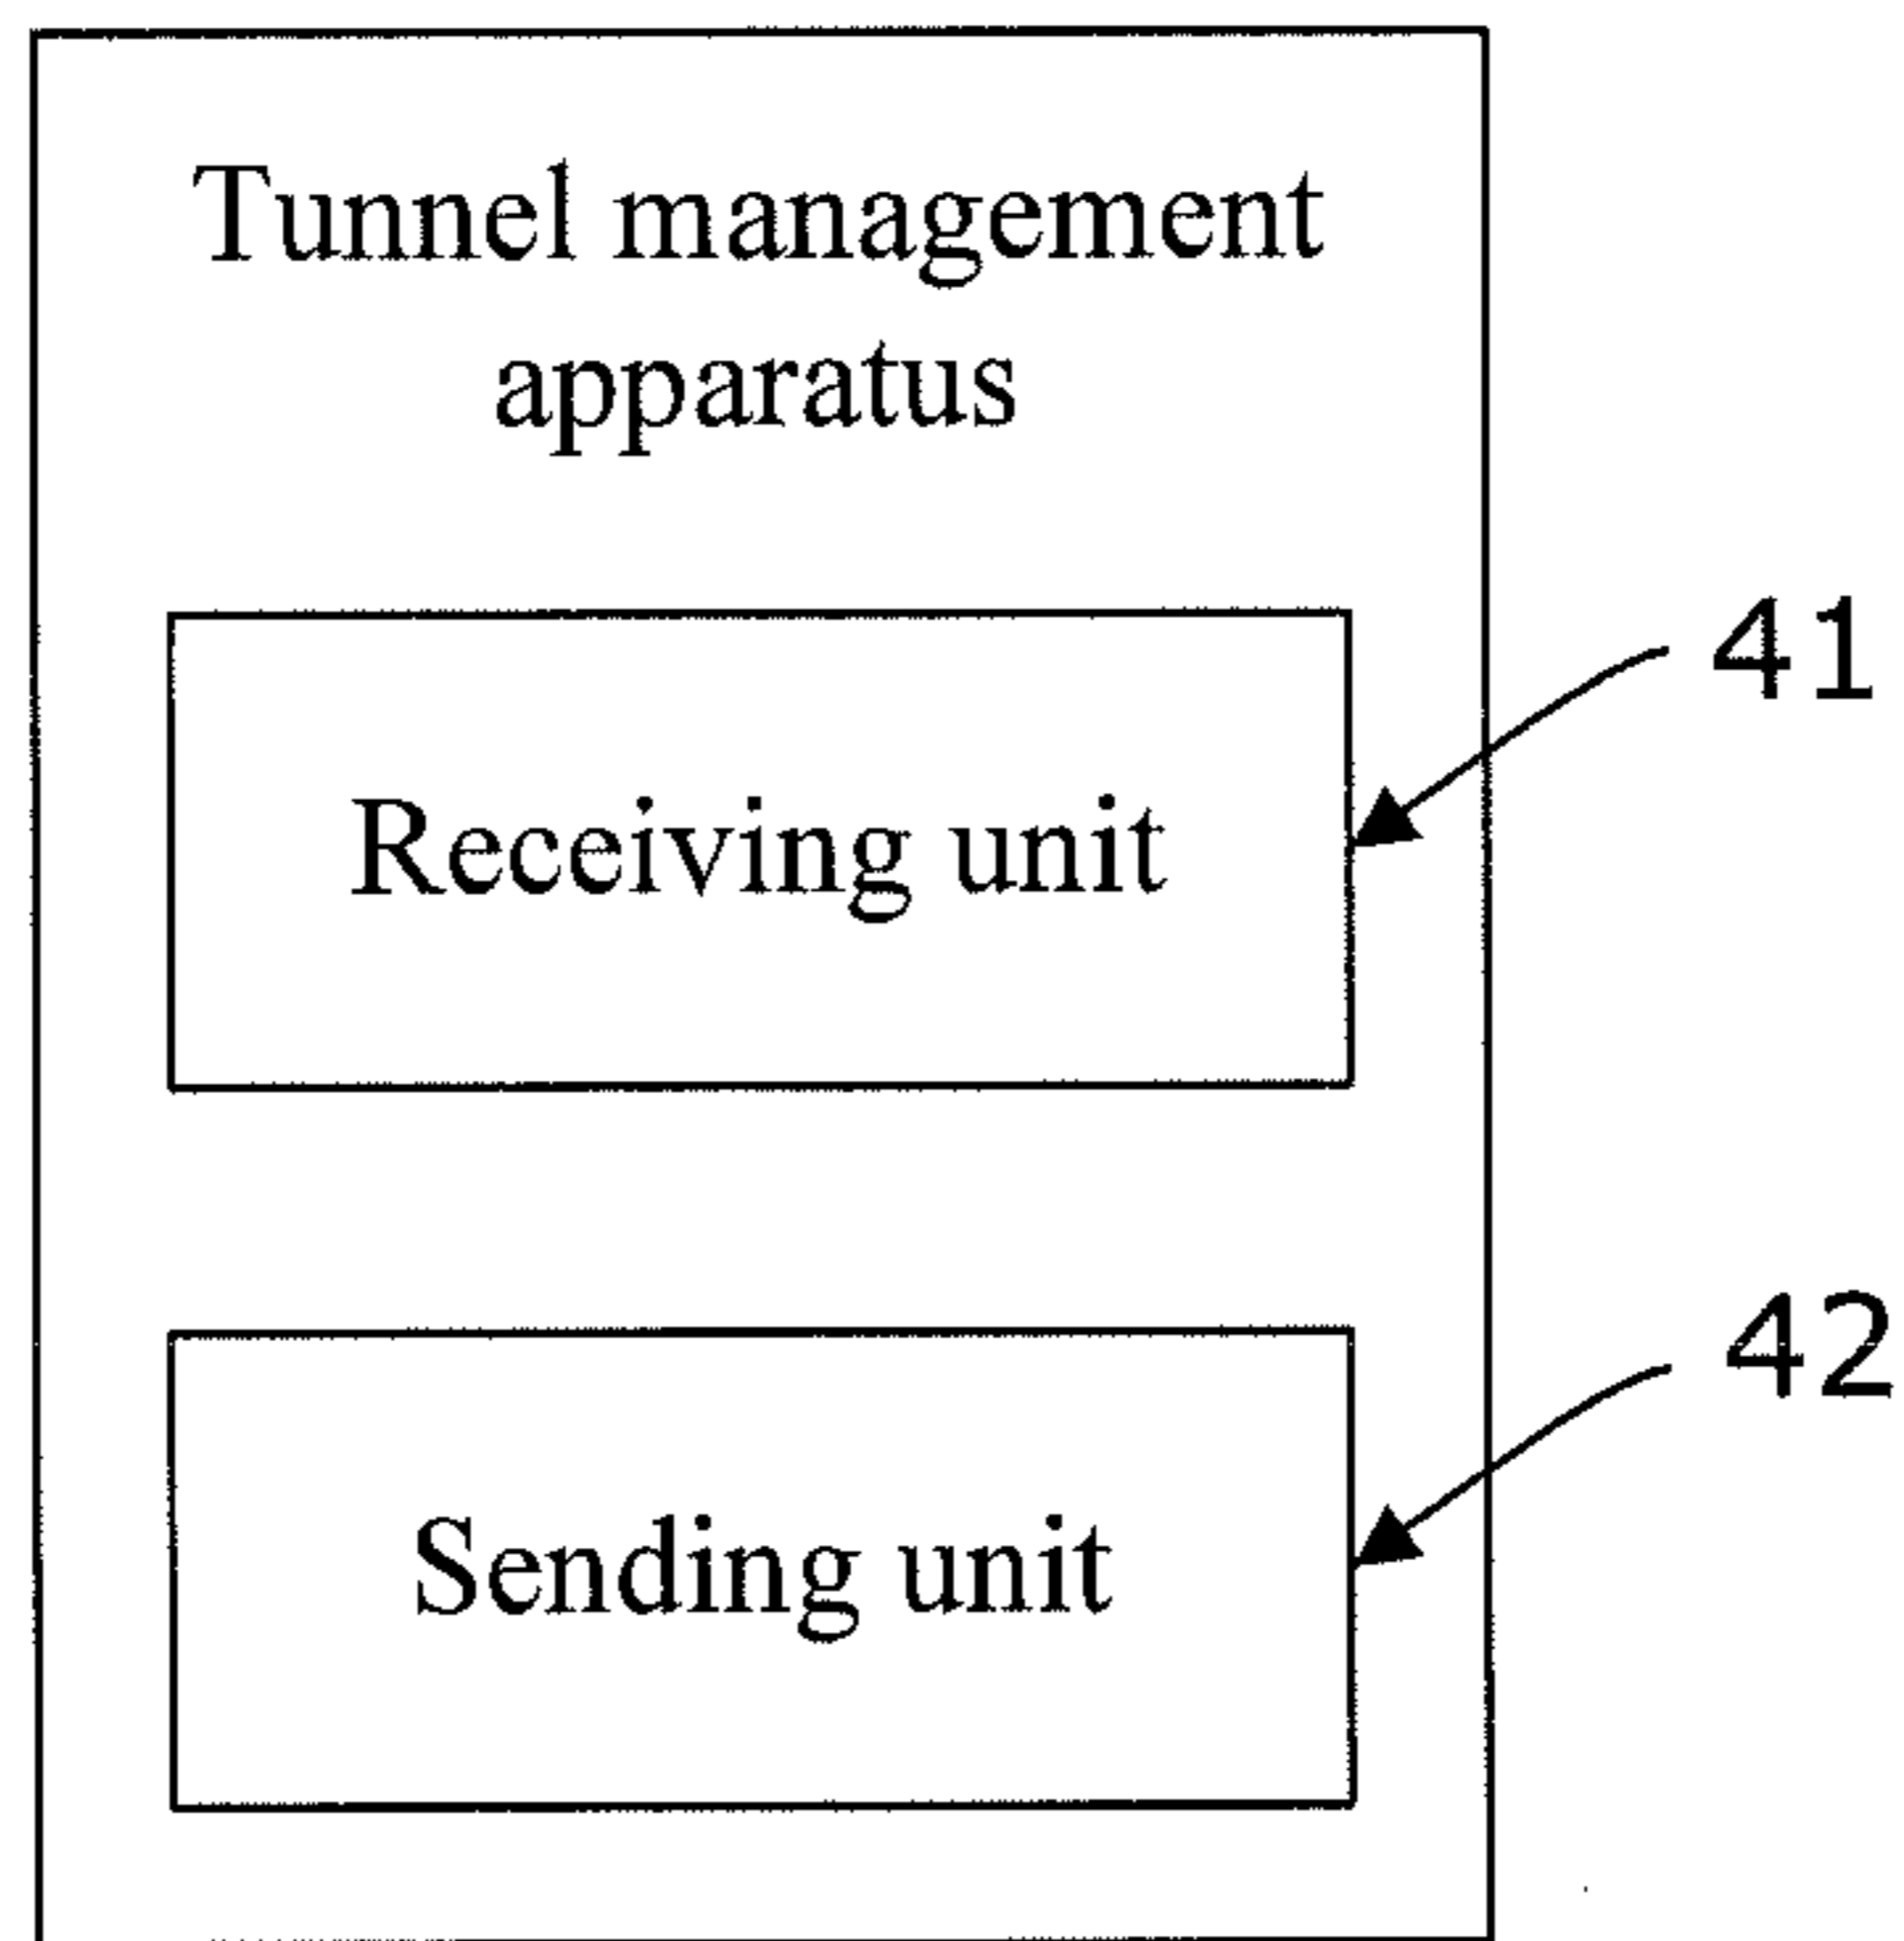 Tunnel management
apparatus
41
Receiving unit
42
Sending unit